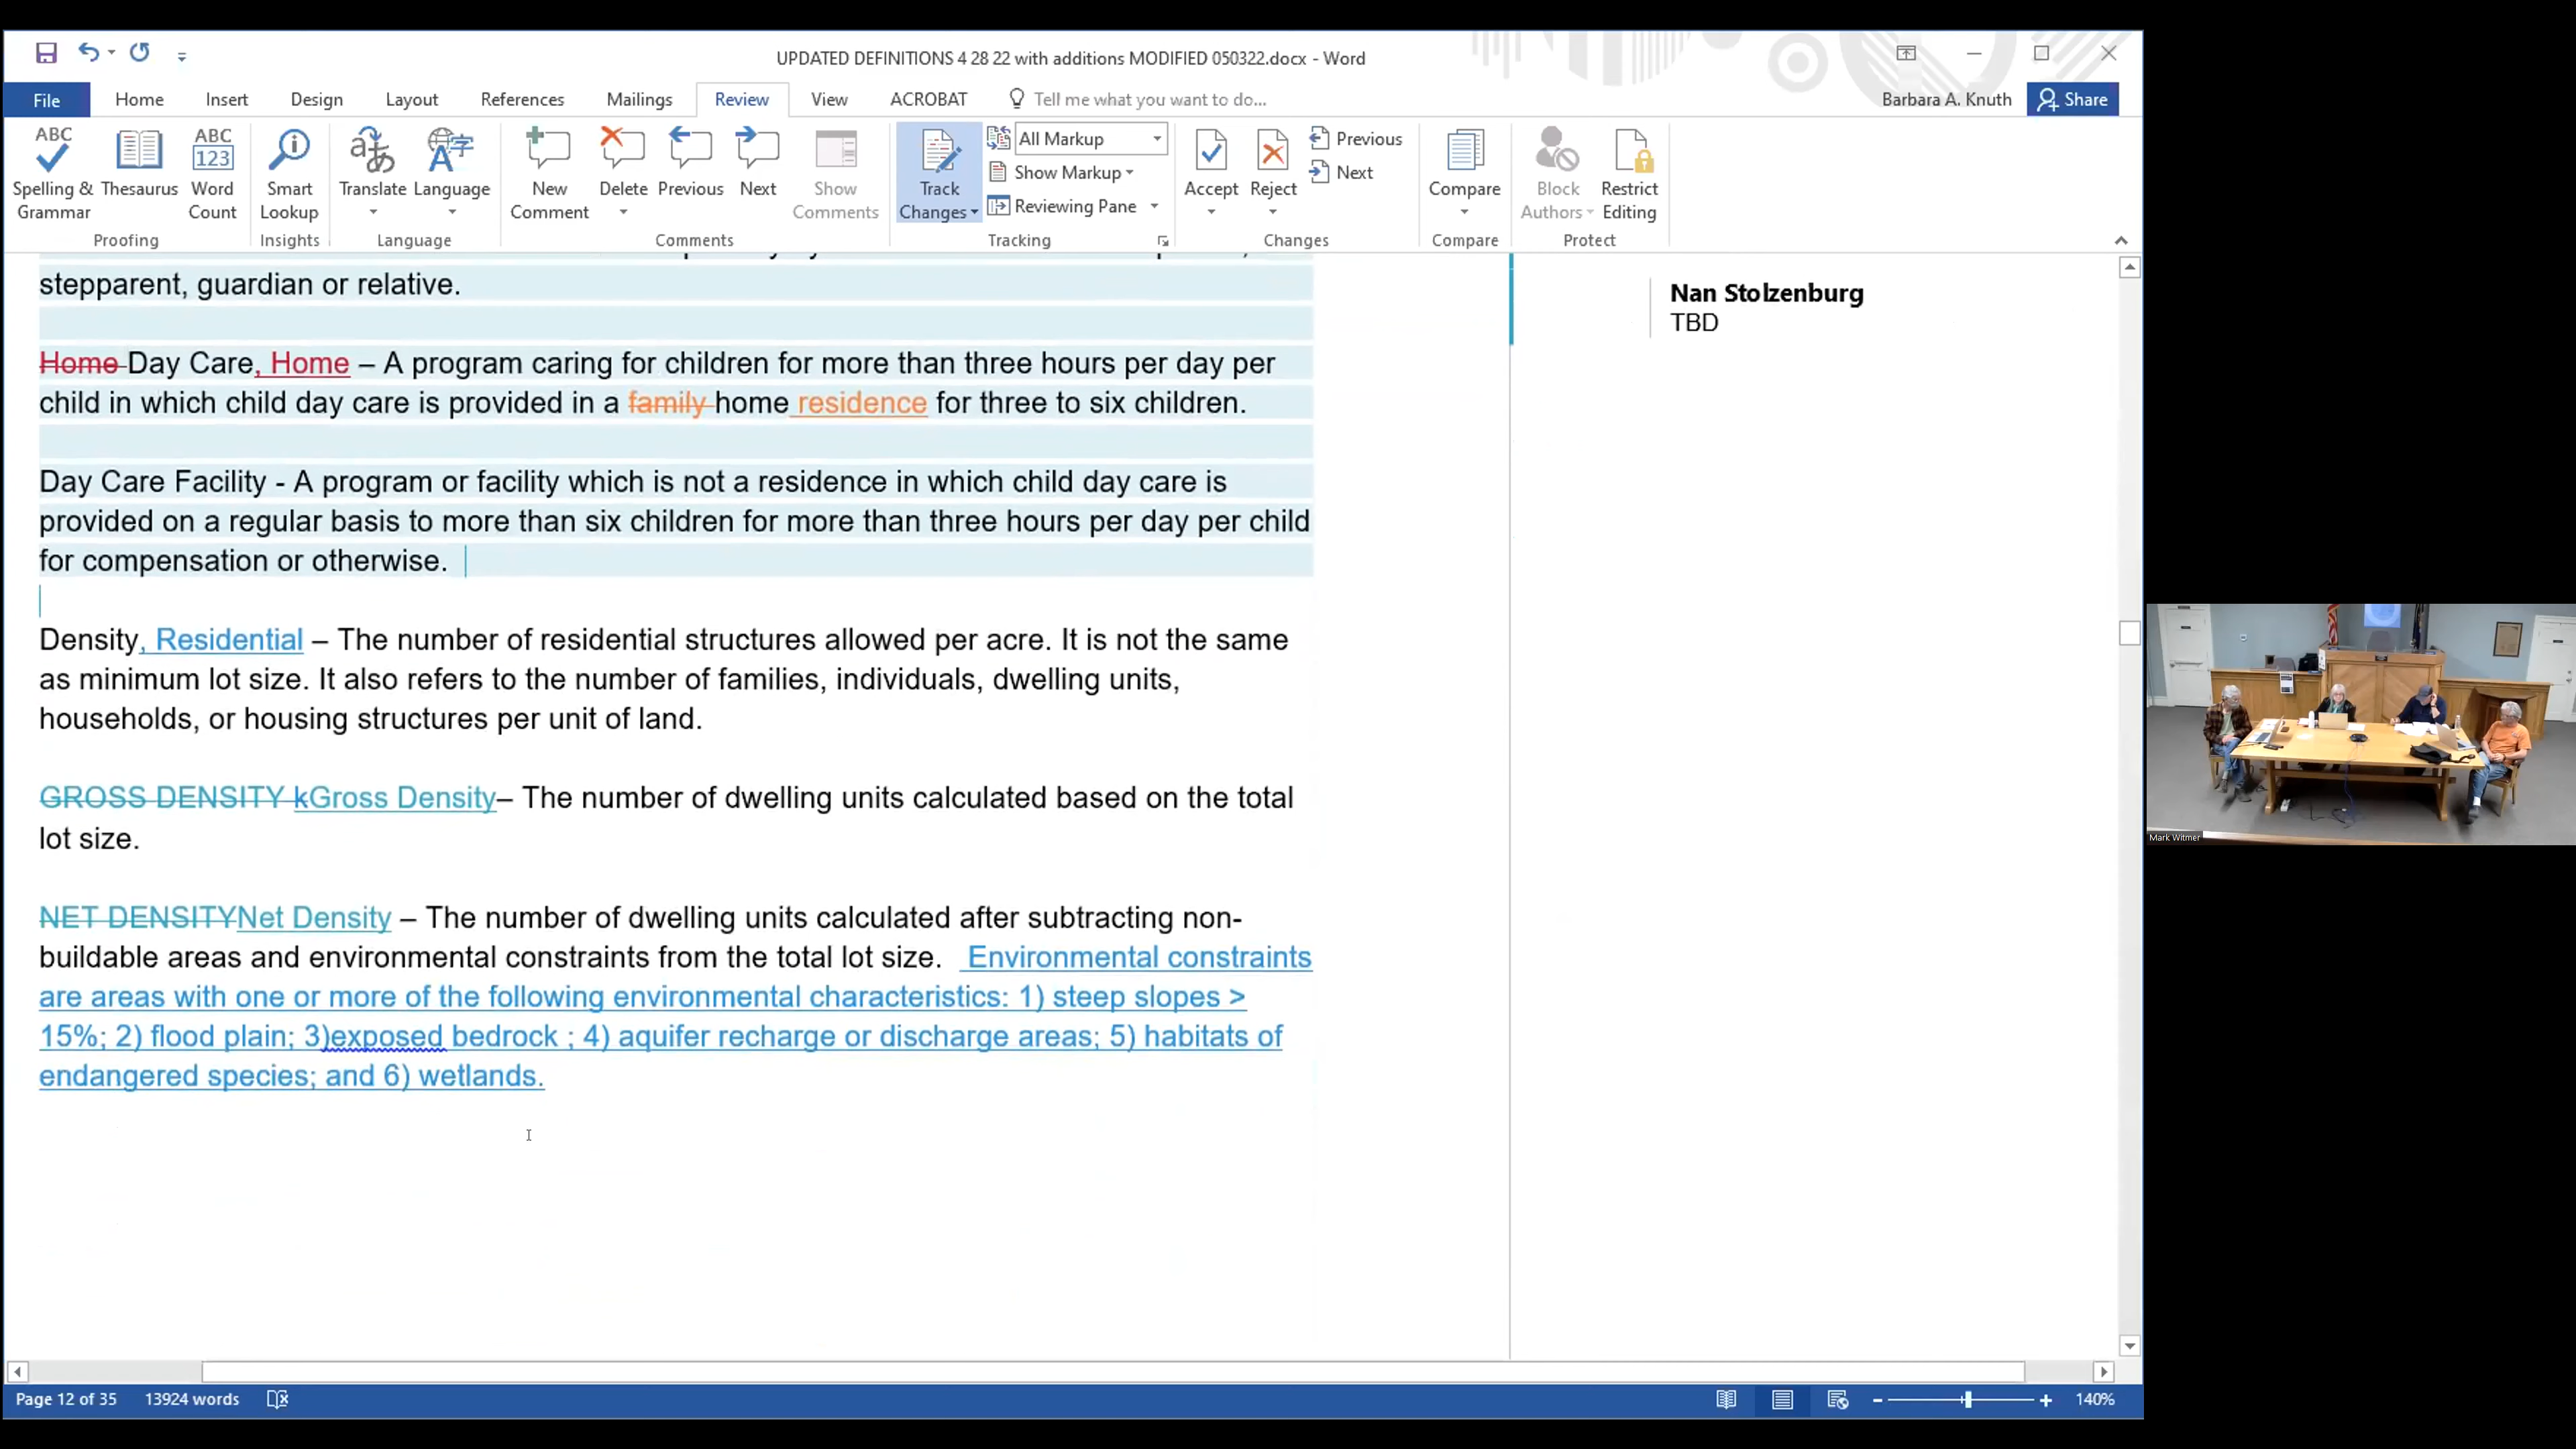 UPDATED DEFINITIONS 4 28 22 with additions MODIFIED 050322.docx - Word
File Home Insert Design Layout References Mailings Review View ACROBAT Tell me what you want to do... Barbara A. Knuth Share
ABC Spelling & Grammar
Thesaurus
ABC 123 Word Count
Smart Lookup
Translate
Language
New Comment
Delete
Previous
Next
Show Comments
Track Changes
All Markup
Show Markup
Reviewing Pane
Accept
Reject
Previous
Next
Compare
Block Authors
Restrict Editing
Proofing Insights Language Comments Tracking Changes Compare Protect
stepparent, guardian or relative.
Home Day Care, Home – A program caring for children for more than three hours per day per
child in which child day care is provided in a family home residence for three to six children.
Day Care Facility - A program or facility which is not a residence in which child day care is
provided on a regular basis to more than six children for more than three hours per day per child
for compensation or otherwise.
Density, Residential – The number of residential structures allowed per acre. It is not the same
as minimum lot size. It also refers to the number of families, individuals, dwelling units,
households, or housing structures per unit of land.
GROSS DENSITY kGross Density– The number of dwelling units calculated based on the total
lot size.
NET DENSITYNet Density – The number of dwelling units calculated after subtracting non-
buildable areas and environmental constraints from the total lot size. Environmental constraints
are areas with one or more of the following environmental characteristics: 1) steep slopes >
15%; 2) flood plain; 3)exposed bedrock ; 4) aquifer recharge or discharge areas; 5) habitats of
endangered species; and 6) wetlands.
Nan Stolzenburg
TBD
Mark Witmer
Page 12 of 35 13924 words 140%